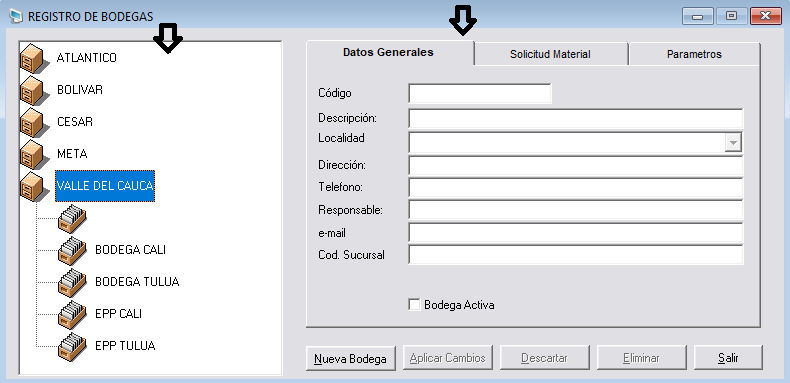 REGISTRO DE BODEGAS
ATLANTICO
BOLIVAR
CESAR
META
VALLE DEL CAUCA
BODEGA CALI
BODEGA TULUA
EPP CALI
EPP TULUA
Datos Generales
Solicitud Material
Parametros
Código
Descripción:
Localidad
Dirección:
Telefono:
Responsable:
e-mail
Cod. Sucursal
Bodega Activa
Nueva Bodega
Aplicar Cambios
Descartar
Eliminar
Salir